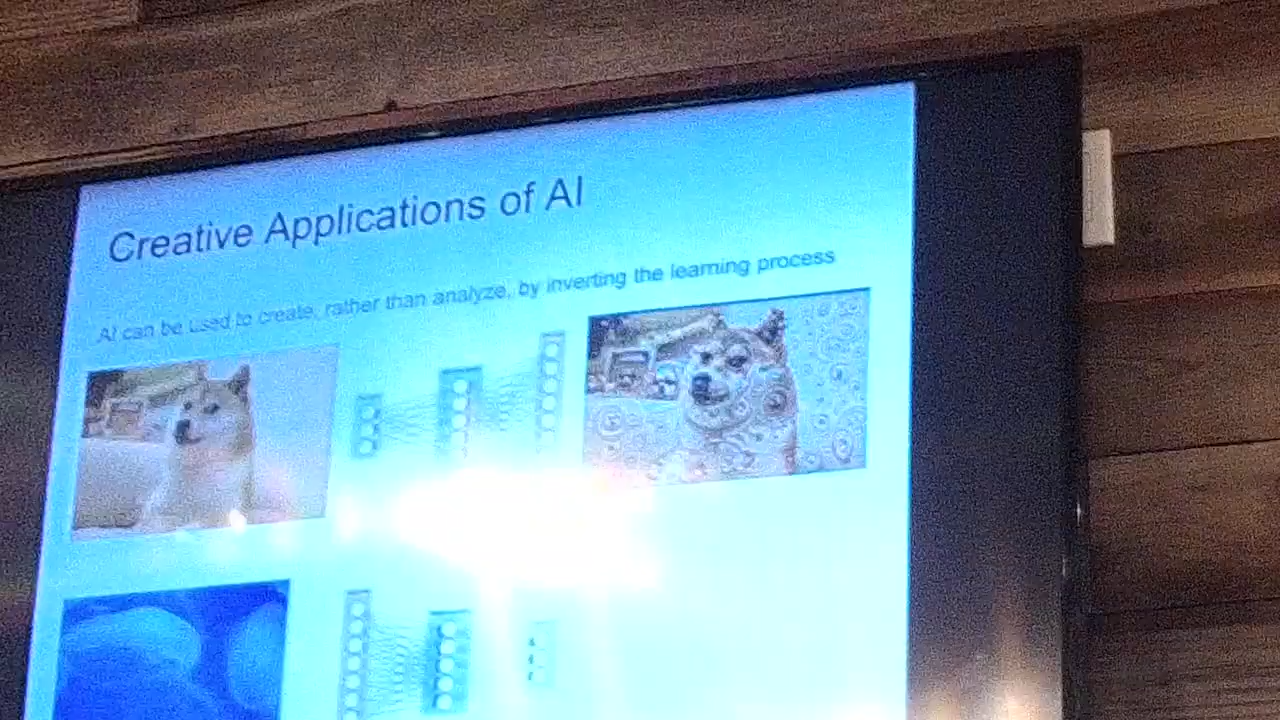 Creative Applications of AI
AI can be used to create, rather than analyze, by inverting the learning process